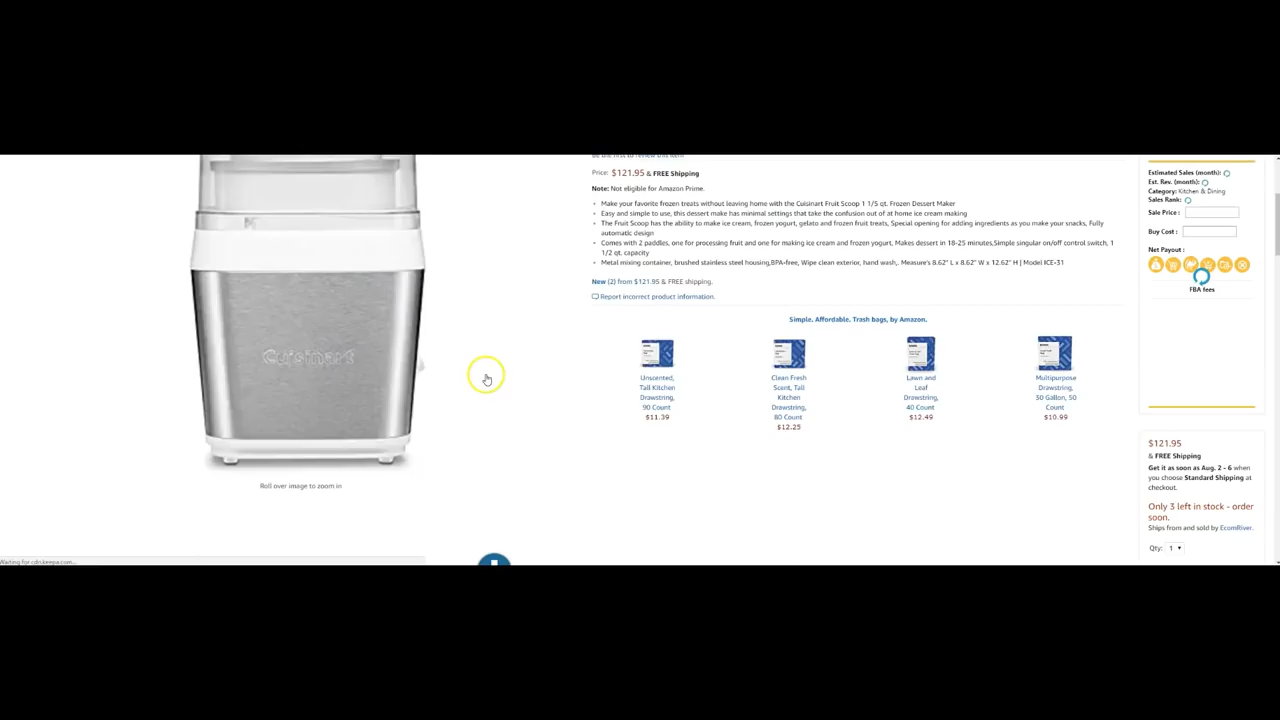 Be the first to review this item
Price: $121.95 & FREE Shipping
Note: Not eligible for Amazon Prime.
Make your favorite frozen treats without leaving home with the Cuisinart Fruit Scoop 1 1/5 qt. Frozen Dessert Maker
Easy and simple to use, this dessert make has minimal settings that take the confusion out of at home ice cream making
The Fruit Scoop has the ability to make ice cream, frozen yogurt, gelato and frozen fruit treats, Special opening for adding ingredients as you make your snacks, Fully
automatic design
Comes with 2 paddles, one for processing fruit and one for making ice cream and frozen yogurt, Makes dessert in 18-25 minutes,Simple singular on/off control switch, 1
1/2 qt. capacity
Metal mixing container, brushed stainless steel housing,BPA-free, Wipe clean exterior, hand wash,. Measure's 8.62" L x 8.62" W x 12.62" H | Model ICE-31
New (2) from $121.95 & FREE shipping.
Report incorrect product information.
Simple. Affordable. Trash bags, by Amazon.
Unscented,
Tall Kitchen
Drawstring,
90 Count
$11.39
Clean Fresh
Scent, Tall
Kitchen
Drawstring,
80 Count
$12.25
Lawn and
Leaf
Drawstring,
40 Count
$12.49
Multipurpose
Drawstring,
30 Gallon, 50
Count
$10.99
Cuisinart
Roll over image to zoom in
Waiting for cdn.keepa.com...
Estimated Sales (month):
Est. Rev. (month):
Category: Kitchen & Dining
Sales Rank:
Sale Price :
Buy Cost :
Net Payout :
FBA fees
$121.95
& FREE Shipping
Get it as soon as Aug. 2 - 6 when
you choose Standard Shipping at
checkout.
Only 3 left in stock - order
soon.
Ships from and sold by EcomRiver.
Qty: 1